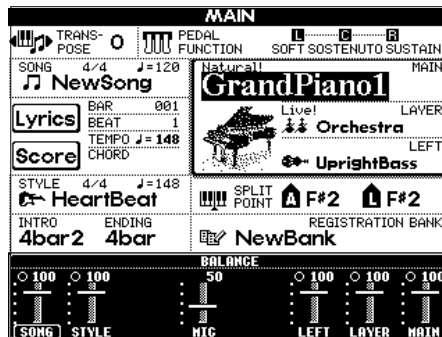 MAIN
TRANS-
POSE 0
PEDAL
FUNCTION
L C R
SOFT SOSTENUTO SUSTAIN
SONG 4/4 ♩=120
NewSong
Natural! MAIN
GrandPiano1
Lyrics
BAR 001
BEAT 1
Live! LAYER
Orchestra
Score
TEMPO ♩= 148
CHORD
LEFT
UprightBass
STYLE 4/4 ♩=148
HeartBeat
SPLIT
POINT A F#2 L F#2
INTRO ENDING
4bar2 4bar
REGISTRATION BANK
NewBank
BALANCE
100 100 50 100 100 100
SONG STYLE MIC LEFT LAYER MAIN